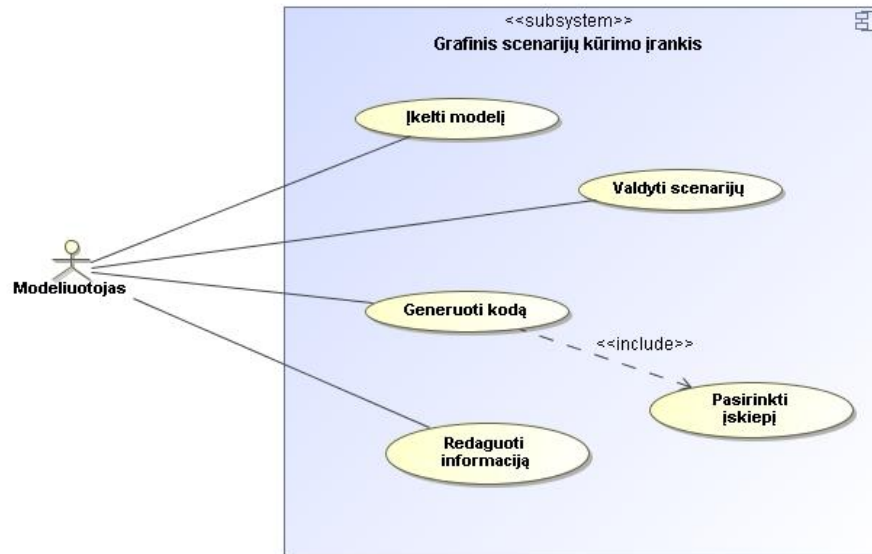 <<subsystem>>
Grafinis scenarijų kūrimo įrankis
Įkelti modelį
Valdyti scenarijų
Modeliuotojas
Generuoti kodą
<<include>>
Pasirinkti
įskiepį
Redaguoti
informaciją